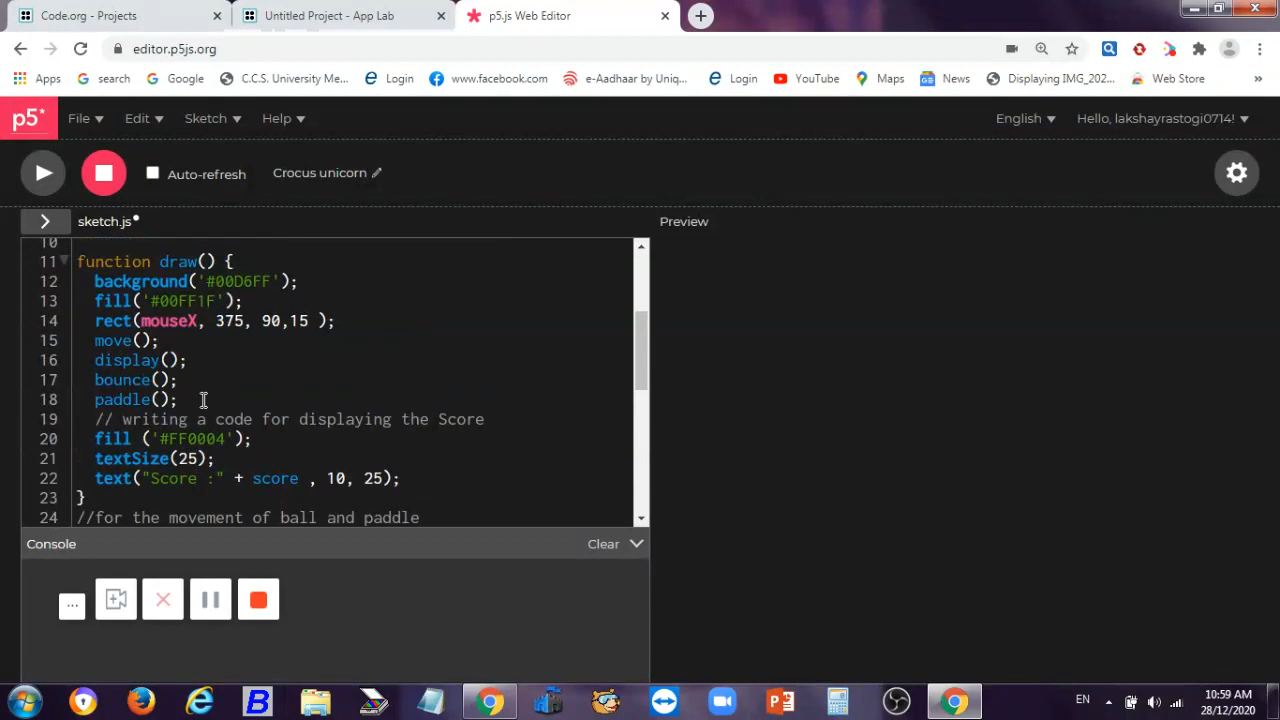 Code.org - Projects
Untitled Project - App Lab
p5.js Web Editor
editor.p5js.org
Apps
search
Google
C.C.S. University Me...
Login
www.facebook.com
e-Aadhaar by Uniq...
Login
YouTube
Maps
News
Displaying IMG_202...
Web Store
»
p5*
File
Edit
Sketch
Help
English
Hello, lakshayrastogi0714!
Auto-refresh
Crocus unicorn
sketch.js
Preview
10
11 function draw() {
12 background('#00D6FF');
13 fill('#00FF1F');
14 rect(mouseX, 375, 90,15 );
15 move();
16 display();
17 bounce();
18 paddle();
19 // writing a code for displaying the Score
20 fill ('#FF0004');
21 textSize(25);
22 text("Score :" + score , 10, 25);
23 }
24 //for the movement of ball and paddle
Console
Clear
...
EN
10:59 AM
28/12/2020